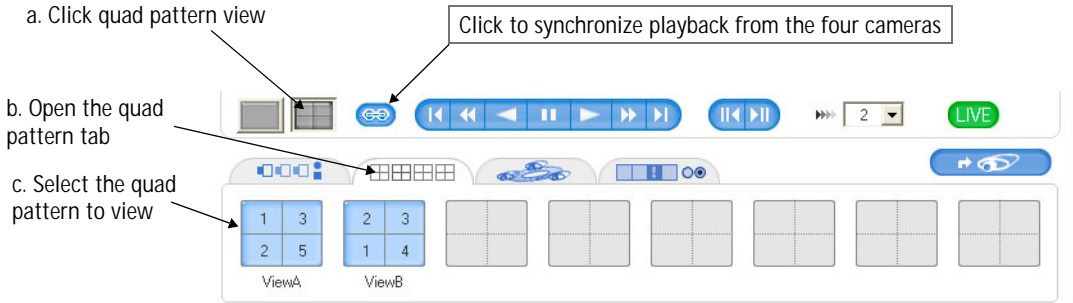 a. Click quad pattern view
Click to synchronize playback from the four cameras
b. Open the quad
pattern tab
2
LIVE
c. Select the quad
pattern to view
1 3
2 5
2 3
1 4
ViewA
ViewB